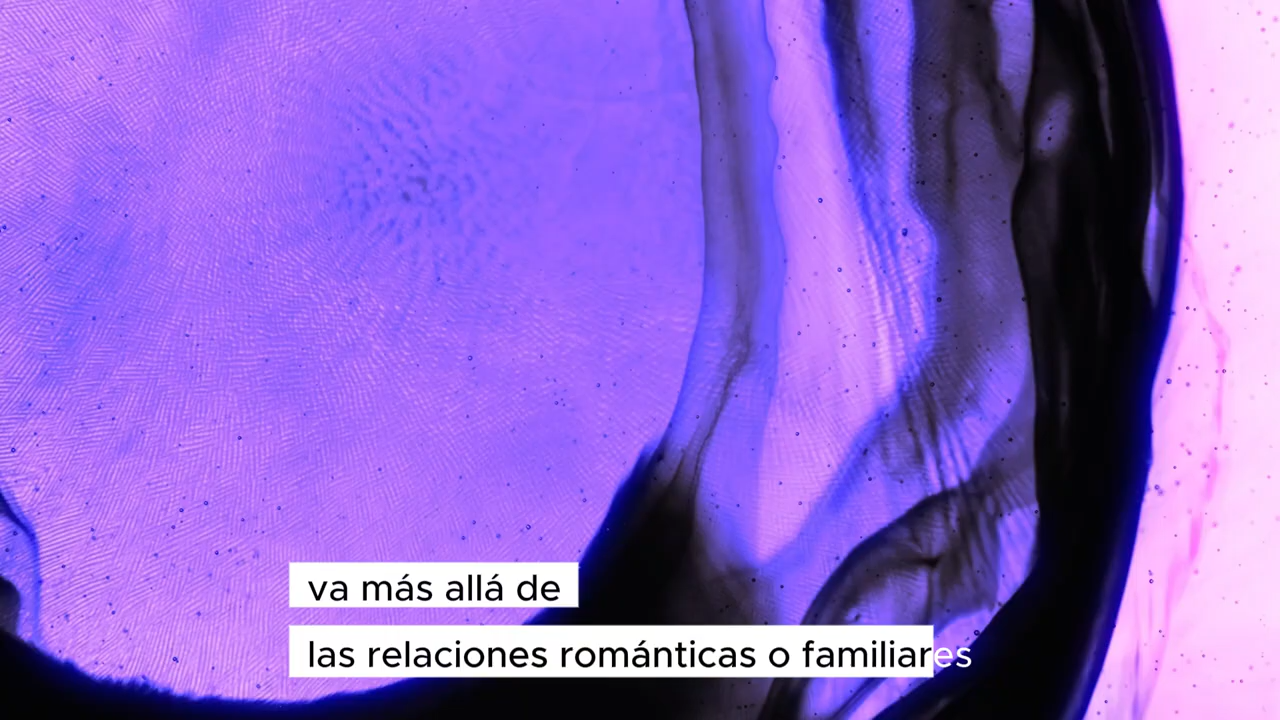 va más allá de
las relaciones románticas o familiares